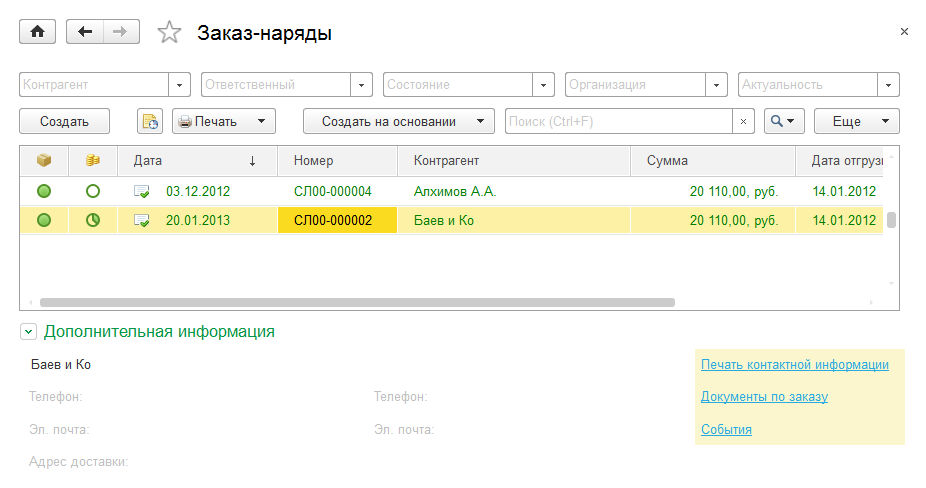 Заказ-наряды
Контрагент Ответственный Состояние Организация Актуальность
Создать Печать Создать на основании Поиск (Ctrl+F) Еще
Дата ↓ Номер Контрагент Сумма Дата отгруз
03.12.2012 СЛ00-000004 Алхимов А.А. 20 110,00, руб. 14.01.2012
20.01.2013 СЛ00-000002 Баев и Ко 20 110,00, руб. 14.01.2012
Дополнительная информация
Баев и Ко Печать контактной информации
Телефон: Телефон: Документы по заказу
Эл. почта: Эл. почта: События
Адрес доставки: